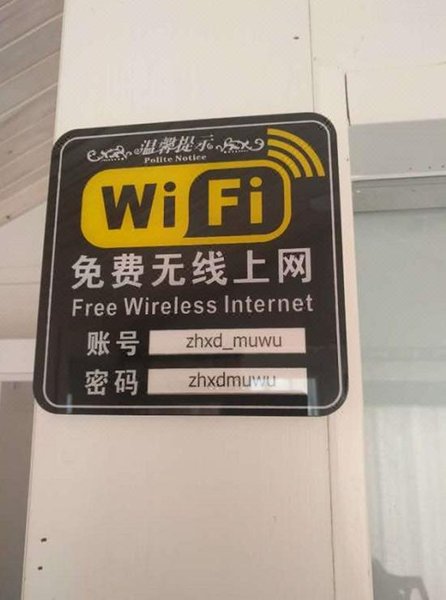 温馨提示
Polite Notice
WiFi
免费无线上网
Free Wireless Internet
账号 zhxd_muwu
密码 zhxdmuwu